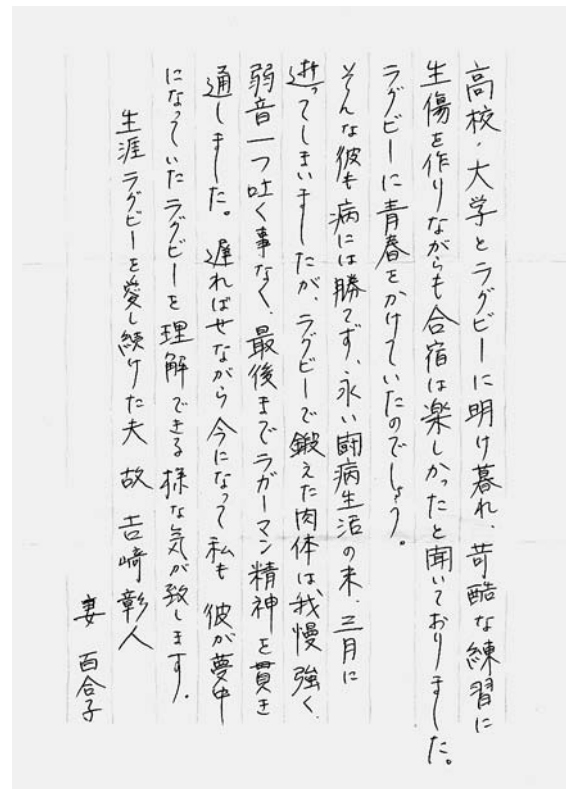 高校・大学とラグビーに明け暮れ、苛酷な練習に
生傷を作りながらも合宿は楽しかったと聞いておりました。
ラグビーに青春をかけていたのでしょう。
そんな彼も病には勝てず、永い闘病生活の末、三月に
逝ってしまいましたが、ラグビーで鍛えた肉体は我慢強く、
弱音一つ吐く事なく、最後までラガーマン精神を貫き
通しました。遅ればせながら今になって私も彼が夢中
になっていたラグビーを理解できる様な気が致します。
生涯ラグビーを愛し続けた夫 故 吉崎彰人
妻 百合子